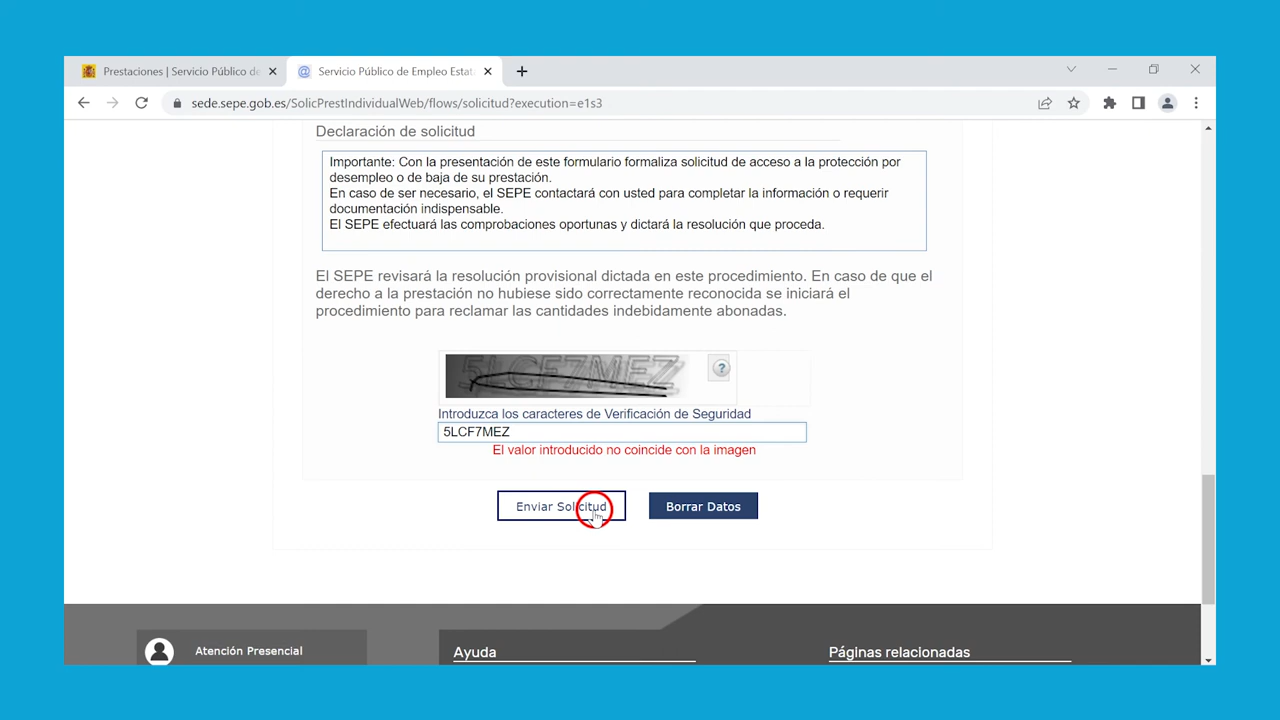 Prestaciones | Servicio Público de
Servicio Público de Empleo Estat
sede.sepe.gob.es/SolicPrestIndividualWeb/flows/solicitud?execution=e1s3
Declaración de solicitud
Importante: Con la presentación de este formulario formaliza solicitud de acceso a la protección por
desempleo o de baja de su prestación.
En caso de ser necesario, el SEPE contactará con usted para completar la información o requerir
documentación indispensable.
El SEPE efectuará las comprobaciones oportunas y dictará la resolución que proceda.
El SEPE revisará la resolución provisional dictada en este procedimiento. En caso de que el
derecho a la prestación no hubiese sido correctamente reconocida se iniciará el
procedimiento para reclamar las cantidades indebidamente abonadas.
5LCF7MEZ
?
Introduzca los caracteres de Verificación de Seguridad
5LCF7MEZ
El valor introducido no coincide con la imagen
Enviar Solicitud
Borrar Datos
Atención Presencial
Ayuda
Páginas relacionadas